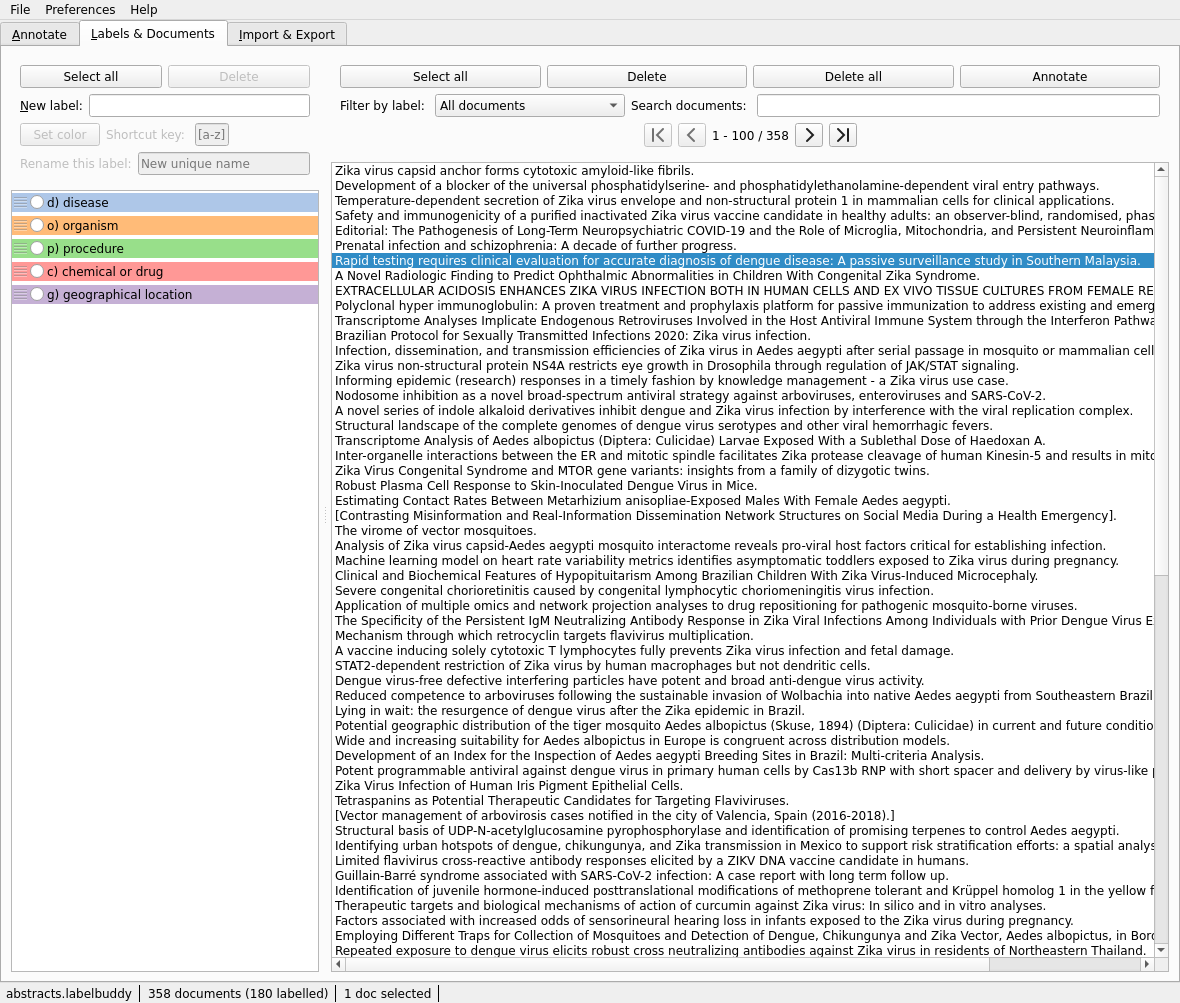 File Preferences Help
Annotate Labels & Documents Import & Export
Select all Delete
New label:
Set color Shortcut key: [a-z]
Rename this label: New unique name
d) disease
o) organism
p) procedure
c) chemical or drug
g) geographical location
Select all Delete Delete all Annotate
Filter by label: All documents Search documents:
1 - 100 / 358
Zika virus capsid anchor forms cytotoxic amyloid-like fibrils.
Development of a blocker of the universal phosphatidylserine- and phosphatidylethanolamine-dependent viral entry pathways.
Temperature-dependent secretion of Zika virus envelope and non-structural protein 1 in mammalian cells for clinical applications.
Safety and immunogenicity of a purified inactivated Zika virus vaccine candidate in healthy adults: an observer-blind, randomised, phas
Editorial: The Pathogenesis of Long-Term Neuropsychiatric COVID-19 and the Role of Microglia, Mitochondria, and Persistent Neuroinflam
Prenatal infection and schizophrenia: A decade of further progress.
Rapid testing requires clinical evaluation for accurate diagnosis of dengue disease: A passive surveillance study in Southern Malaysia.
A Novel Radiologic Finding to Predict Ophthalmic Abnormalities in Children With Congenital Zika Syndrome.
EXTRACELLULAR ACIDOSIS ENHANCES ZIKA VIRUS INFECTION BOTH IN HUMAN CELLS AND EX VIVO TISSUE CULTURES FROM FEMALE RE
Polyclonal hyper immunoglobulin: A proven treatment and prophylaxis platform for passive immunization to address existing and emerg
Transcriptome Analyses Implicate Endogenous Retroviruses Involved in the Host Antiviral Immune System through the Interferon Pathwa
Brazilian Protocol for Sexually Transmitted Infections 2020: Zika virus infection.
Infection, dissemination, and transmission efficiencies of Zika virus in Aedes aegypti after serial passage in mosquito or mammalian cell
Zika virus non-structural protein NS4A restricts eye growth in Drosophila through regulation of JAK/STAT signaling.
Informing epidemic (research) responses in a timely fashion by knowledge management - a Zika virus use case.
Nodosome inhibition as a novel broad-spectrum antiviral strategy against arboviruses, enteroviruses and SARS-CoV-2.
A novel series of indole alkaloid derivatives inhibit dengue and Zika virus infection by interference with the viral replication complex.
Structural landscape of the complete genomes of dengue virus serotypes and other viral hemorrhagic fevers.
Transcriptome Analysis of Aedes albopictus (Diptera: Culicidae) Larvae Exposed With a Sublethal Dose of Haedoxan A.
Inter-organelle interactions between the ER and mitotic spindle facilitates Zika protease cleavage of human Kinesin-5 and results in mito
Zika Virus Congenital Syndrome and MTOR gene variants: insights from a family of dizygotic twins.
Robust Plasma Cell Response to Skin-Inoculated Dengue Virus in Mice.
Estimating Contact Rates Between Metarhizium anisopliae-Exposed Males With Female Aedes aegypti.
[Contrasting Misinformation and Real-Information Dissemination Network Structures on Social Media During a Health Emergency].
The virome of vector mosquitoes.
Analysis of Zika virus capsid-Aedes aegypti mosquito interactome reveals pro-viral host factors critical for establishing infection.
Machine learning model on heart rate variability metrics identifies asymptomatic toddlers exposed to Zika virus during pregnancy.
Clinical and Biochemical Features of Hypopituitarism Among Brazilian Children With Zika Virus-Induced Microcephaly.
Severe congenital chorioretinitis caused by congenital lymphocytic choriomeningitis virus infection.
Application of multiple omics and network projection analyses to drug repositioning for pathogenic mosquito-borne viruses.
The Specificity of the Persistent IgM Neutralizing Antibody Response in Zika Viral Infections Among Individuals with Prior Dengue Virus E
Mechanism through which retrocyclin targets flavivirus multiplication.
A vaccine inducing solely cytotoxic T lymphocytes fully prevents Zika virus infection and fetal damage.
STAT2-dependent restriction of Zika virus by human macrophages but not dendritic cells.
Dengue virus-free defective interfering particles have potent and broad anti-dengue virus activity.
Reduced competence to arboviruses following the sustainable invasion of Wolbachia into native Aedes aegypti from Southeastern Brazil
Lying in wait: the resurgence of dengue virus after the Zika epidemic in Brazil.
Potential geographic distribution of the tiger mosquito Aedes albopictus (Skuse, 1894) (Diptera: Culicidae) in current and future conditio
Wide and increasing suitability for Aedes albopictus in Europe is congruent across distribution models.
Development of an Index for the Inspection of Aedes aegypti Breeding Sites in Brazil: Multi-criteria Analysis.
Potent programmable antiviral against dengue virus in primary human cells by Cas13b RNP with short spacer and delivery by virus-like p
Zika Virus Infection of Human Iris Pigment Epithelial Cells.
Tetraspanins as Potential Therapeutic Candidates for Targeting Flaviviruses.
[Vector management of arbovirosis cases notified in the city of Valencia, Spain (2016-2018).]
Structural basis of UDP-N-acetylglucosamine pyrophosphorylase and identification of promising terpenes to control Aedes aegypti.
Identifying urban hotspots of dengue, chikungunya, and Zika transmission in Mexico to support risk stratification efforts: a spatial analys
Limited flavivirus cross-reactive antibody responses elicited by a ZIKV DNA vaccine candidate in humans.
Guillain-Barré syndrome associated with SARS-CoV-2 infection: A case report with long term follow up.
Identification of juvenile hormone-induced posttranslational modifications of methoprene tolerant and Krüppel homolog 1 in the yellow f
Therapeutic targets and biological mechanisms of action of curcumin against Zika virus: In silico and in vitro analyses.
Factors associated with increased odds of sensorineural hearing loss in infants exposed to the Zika virus during pregnancy.
Employing Different Traps for Collection of Mosquitoes and Detection of Dengue, Chikungunya and Zika Vector, Aedes albopictus, in Bord
Repeated exposure to dengue virus elicits robust cross neutralizing antibodies against Zika virus in residents of Northeastern Thailand.
abstracts.labelbuddy 358 documents (180 labelled) 1 doc selected